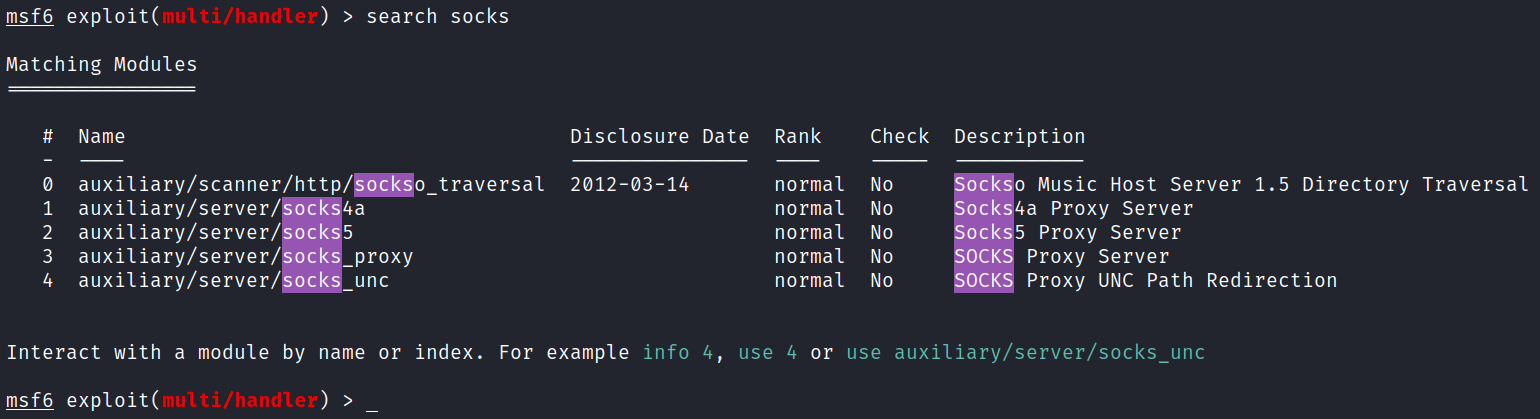 msf6 exploit(multi/handler) > search socks
Matching Modules
================
#  Name                                     Disclosure Date  Rank    Check  Description
-  ----                                     ---------------  ----    -----  -----------
0  auxiliary/scanner/http/sockso_traversal  2012-03-14       normal  No     Sockso Music Host Server 1.5 Directory Traversal
1  auxiliary/server/socks4a                                  normal  No     Socks4a Proxy Server
2  auxiliary/server/socks5                                   normal  No     Socks5 Proxy Server
3  auxiliary/server/socks_proxy                              normal  No     SOCKS Proxy Server
4  auxiliary/server/socks_unc                                normal  No     SOCKS Proxy UNC Path Redirection
Interact with a module by name or index. For example info 4, use 4 or use auxiliary/server/socks_unc
msf6 exploit(multi/handler) > _